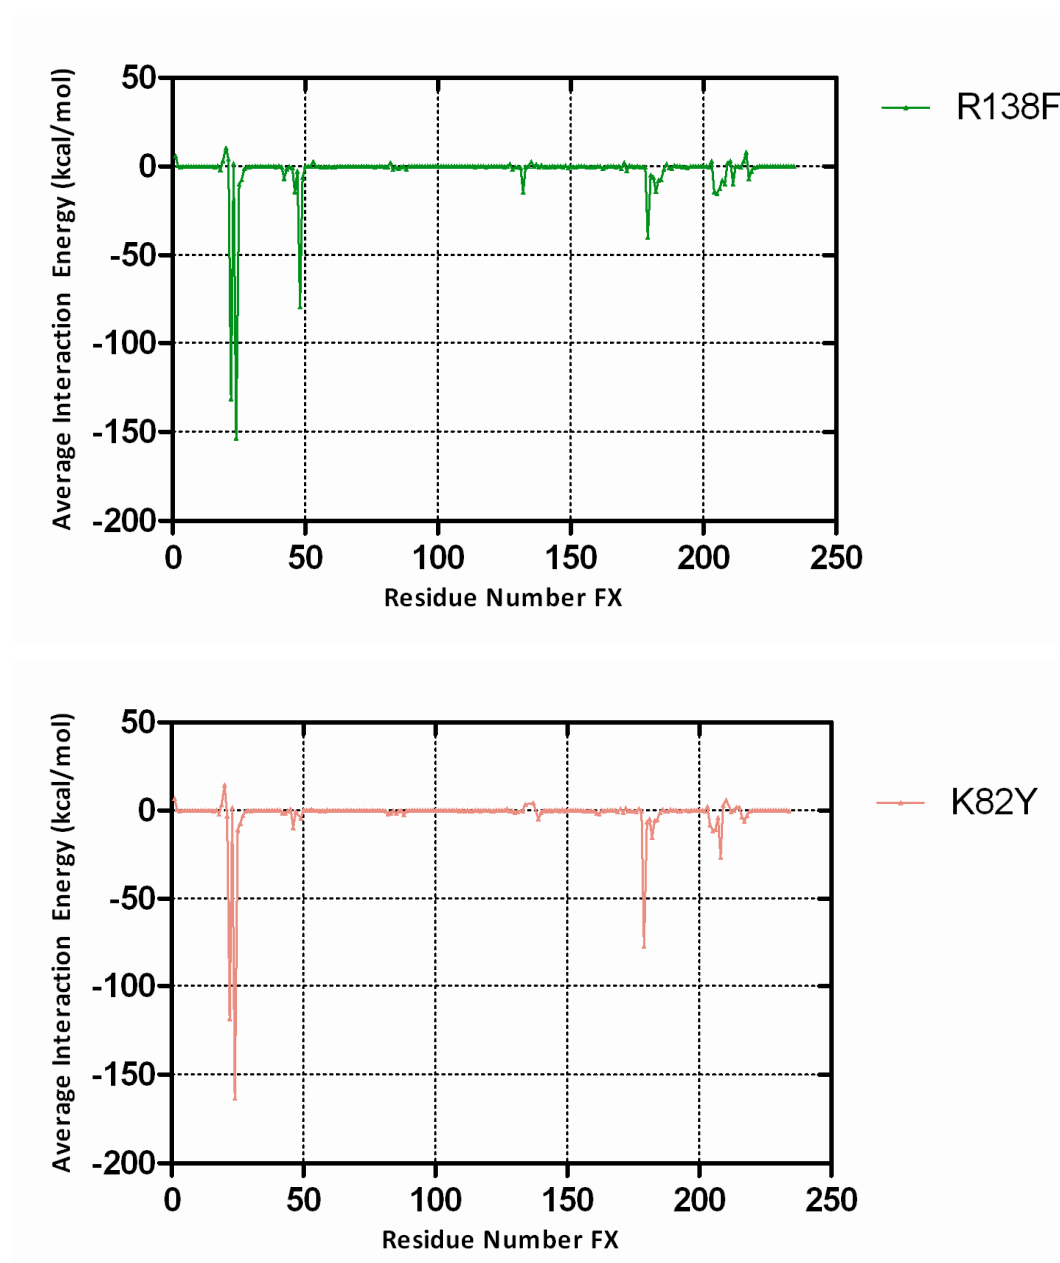 R138F
Average Interaction Energy (kcal/mol)
50
0
-50
-100
-150
-200
0 50 100 150 200 250
Residue Number FX
K82Y
Average Interaction Energy (kcal/mol)
50
0
-50
-100
-150
-200
0 50 100 150 200 250
Residue Number FX